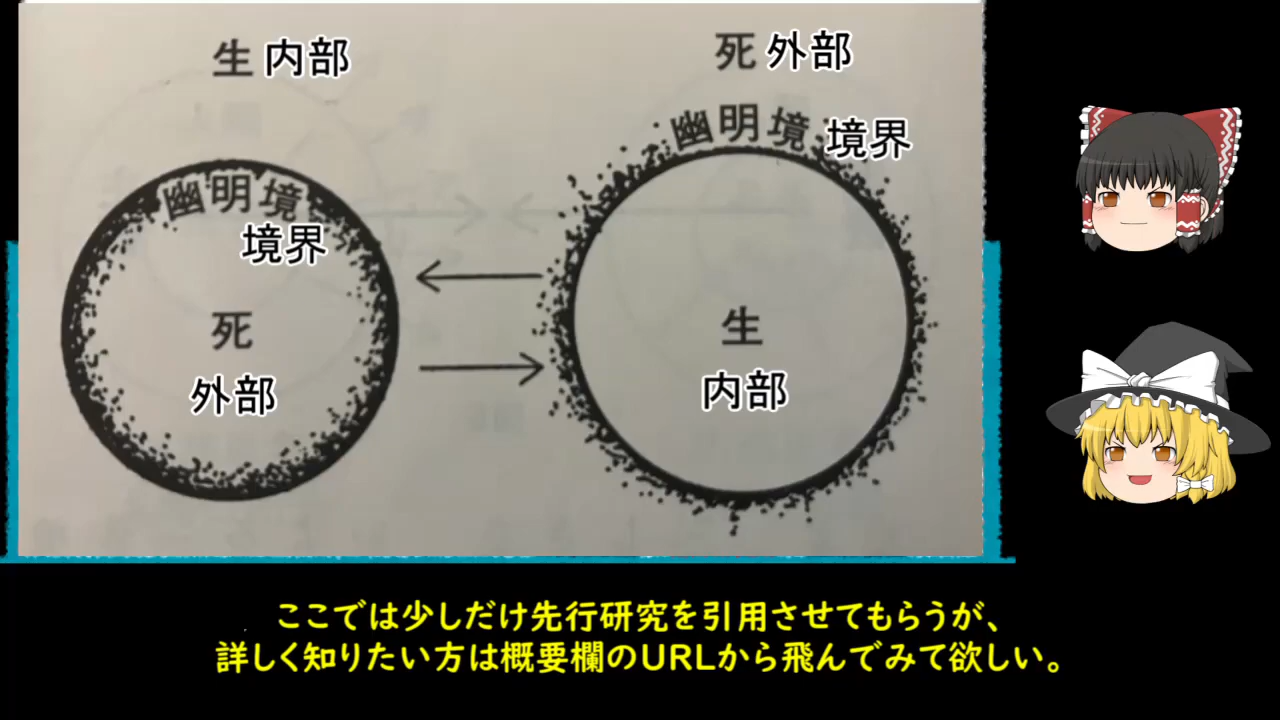 生 内部
幽明境
境界
死
外部
死 外部
幽明境 境界
生
内部
ここでは少しだけ先行研究を引用させてもらうが、
詳しく知りたい方は概要欄のURLから飛んでみて欲しい。